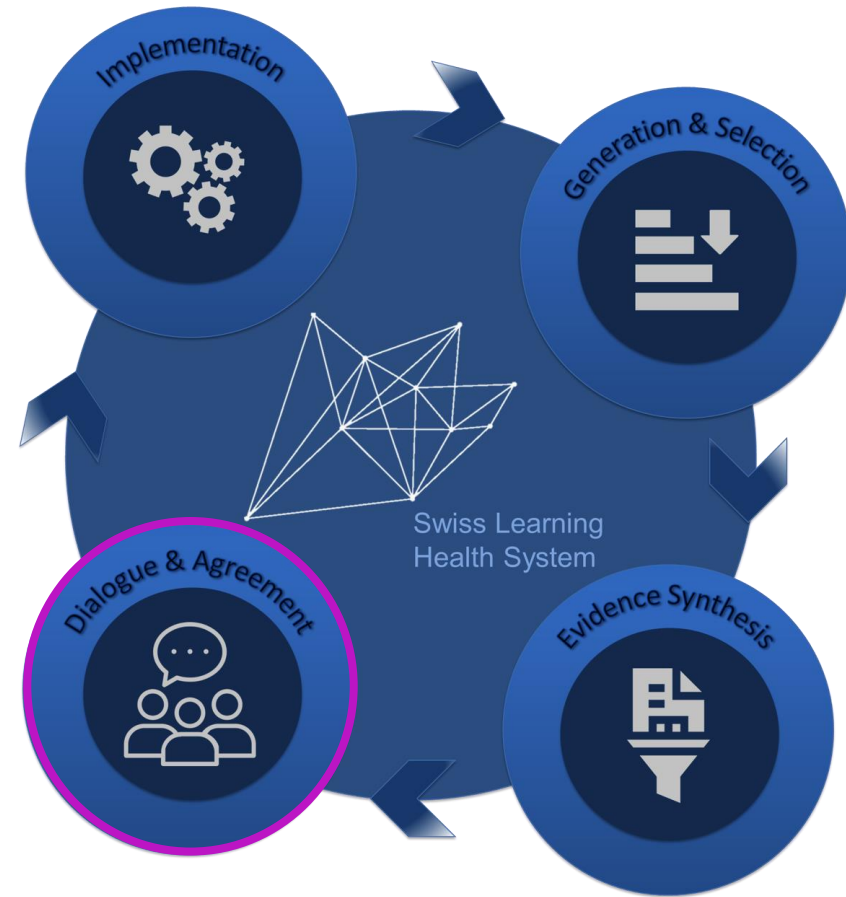 Implementation
Generation & Selection
Swiss Learning
Health System
Dialogue & Agreement
Evidence Synthesis